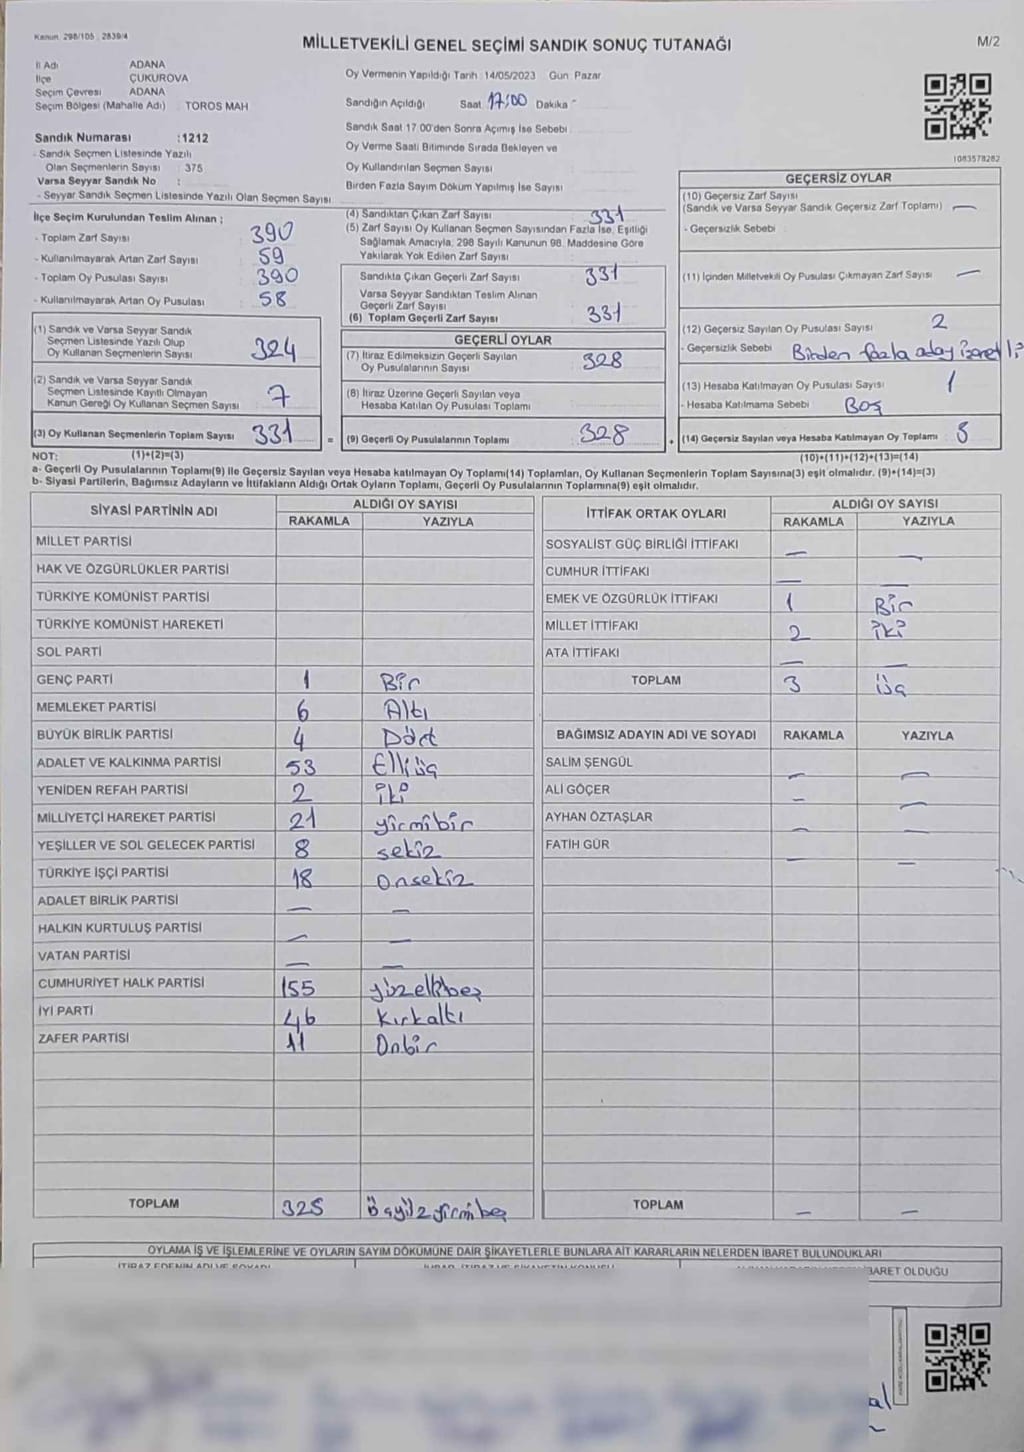 Kanun: 298/105 , 2839/4
MİLLETVEKİLİ GENEL SEÇİMİ SANDIK SONUÇ TUTANAĞI
M/2
İl Adı ADANA
İlçe ÇUKUROVA
Seçim Çevresi ADANA
Seçim Bölgesi (Mahalle Adı) : TOROS MAH
Oy Vermenin Yapıldığı Tarih :14/05/2023 Gün: Pazar
Sandığın Açıldığı Saat 17:00 Dakika
Sandık Saat 17:00'den Sonra Açılmış İse Sebebi
Oy Verme Saati Bitiminde Sırada Bekleyen ve
Oy Kullandırılan Seçmen Sayısı
Birden Fazla Sayım Döküm Yapılmış İse Sayısı
1083578282
Sandık Numarası :1212
- Sandık Seçmen Listesinde Yazılı
Olan Seçmenlerin Sayısı : 375
Varsa Seyyar Sandık No :
- Seyyar Sandık Seçmen Listesinde Yazılı Olan Seçmen Sayısı
İlçe Seçim Kurulundan Teslim Alınan ;
- Toplam Zarf Sayısı 390
- Kullanılmayarak Artan Zarf Sayısı 59
- Toplam Oy Pusulası Sayısı 390
- Kullanılmayarak Artan Oy Pusulası 58
(1) Sandık ve Varsa Seyyar Sandık
Seçmen Listesinde Yazılı Olup
Oy Kullanan Seçmenlerin Sayısı 324
(2) Sandık ve Varsa Seyyar Sandık
Seçmen Listesinde Kayıtlı Olmayan
Kanun Gereği Oy Kullanan Seçmen Sayısı 7
(3) Oy Kullanan Seçmenlerin Toplam Sayısı 331 =
(4) Sandıktan Çıkan Zarf Sayısı 331
(5) Zarf Sayısı Oy Kullanan Seçmen Sayısından Fazla İse, Eşitliği
Sağlamak Amacıyla, 298 Sayılı Kanunun 98. Maddesine Göre
Yakılarak Yok Edilen Zarf Sayısı
Sandıkta Çıkan Geçerli Zarf Sayısı 331
Varsa Seyyar Sandıktan Teslim Alınan
Geçerli Zarf Sayısı
(6) Toplam Geçerli Zarf Sayısı 331
GEÇERLİ OYLAR
(7) İtiraz Edilmeksizin Geçerli Sayılan
Oy Pusulalarının Sayısı 328
(8) İtiraz Üzerine Geçerli Sayılan veya
Hesaba Katılan Oy Pusulası Toplamı
(9) Geçerli Oy Pusulalarının Toplamı 328 +
GEÇERSİZ OYLAR
(10) Geçersiz Zarf Sayısı
(Sandık ve Varsa Seyyar Sandık Geçersiz Zarf Toplamı) —
- Geçersizlik Sebebi
(11) İçinden Milletvekili Oy Pusulası Çıkmayan Zarf Sayısı —
(12) Geçersiz Sayılan Oy Pusulası Sayısı 2
- Geçersizlik Sebebi Birden fazla aday işaretli
(13) Hesaba Katılmayan Oy Pusulası Sayısı 1
- Hesaba Katılmama Sebebi Boş
(14) Geçersiz Sayılan veya Hesaba Katılmayan Oy Toplamı 3
NOT: (1)+(2)=(3) (10)+(11)+(12)+(13)=(14)
a- Geçerli Oy Pusulalarının Toplamı(9) İle Geçersiz Sayılan veya Hesaba katılmayan Oy Toplamı(14) Toplamları, Oy Kullanan Seçmenlerin Toplam Sayısına(3) eşit olmalıdır. (9)+(14)=(3)
b- Siyasi Partilerin, Bağımsız Adayların ve İttifakların Aldığı Ortak Oyların Toplamı, Geçerli Oy Pusulalarının Toplamına(9) eşit olmalıdır.
SİYASİ PARTİNİN ADI ALDIĞI OY SAYISI
RAKAMLA YAZIYLA
MİLLET PARTİSİ
HAK VE ÖZGÜRLÜKLER PARTİSİ
TÜRKİYE KOMÜNİST PARTİSİ
TÜRKİYE KOMÜNİST HAREKETİ
SOL PARTİ
GENÇ PARTİ 1 Bir
MEMLEKET PARTİSİ 6 Altı
BÜYÜK BİRLİK PARTİSİ 4 Dört
ADALET VE KALKINMA PARTİSİ 53 Elliüç
YENİDEN REFAH PARTİSİ 2 iki
MİLLİYETÇİ HAREKET PARTİSİ 21 yirmibir
YEŞİLLER VE SOL GELECEK PARTİSİ 8 sekiz
TÜRKİYE İŞÇİ PARTİSİ 18 Onsekiz
ADALET BİRLİK PARTİSİ — —
HALKIN KURTULUŞ PARTİSİ — —
VATAN PARTİSİ — —
CUMHURİYET HALK PARTİSİ 155 yüzellibeş
İYİ PARTİ 46 Kırkaltı
ZAFER PARTİSİ 11 Onbir
TOPLAM 325 üçyüzyirmibeş
İTTİFAK ORTAK OYLARI ALDIĞI OY SAYISI
RAKAMLA YAZIYLA
SOSYALİST GÜÇ BİRLİĞİ İTTİFAKI — —
CUMHUR İTTİFAKI — —
EMEK VE ÖZGÜRLÜK İTTİFAKI 1 Bir
MİLLET İTTİFAKI 2 iki
ATA İTTİFAKI — —
TOPLAM 3 üç
BAĞIMSIZ ADAYIN ADI VE SOYADI RAKAMLA YAZIYLA
SALİM ŞENGÜL — —
ALİ GÖÇER — —
AYHAN ÖZTAŞLAR — —
FATİH GÜR — —
TOPLAM — —
OYLAMA İŞ VE İŞLEMLERİNE VE OYLARIN SAYIM DÖKÜMÜNE DAİR ŞİKAYETLERLE BUNLARA AİT KARARLARIN NELERDEN İBARET BULUNDUKLARI
İTİRAZ EDENİN ADI VE SOYADI
BARET OLDUĞU